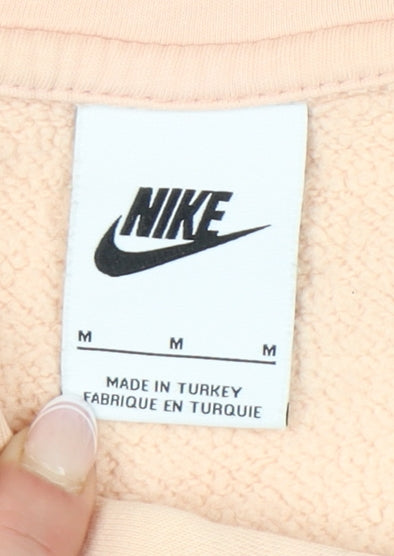 NIKE
M M M
MADE IN TURKEY
FABRIQUE EN TURQUIE